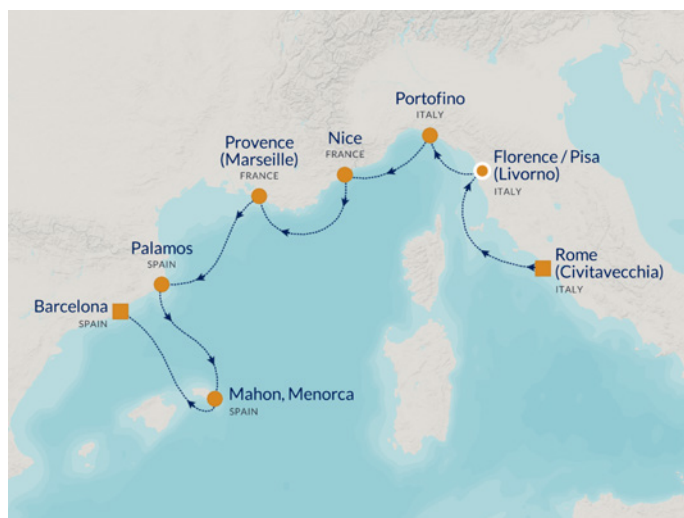 Portofino
ITALY
Nice
FRANCE
Provence
(Marseille)
FRANCE
Florence / Pisa
(Livorno)
ITALY
Palamos
SPAIN
Rome
(Civitavecchia)
ITALY
Barcelona
SPAIN
Mahon, Menorca
SPAIN